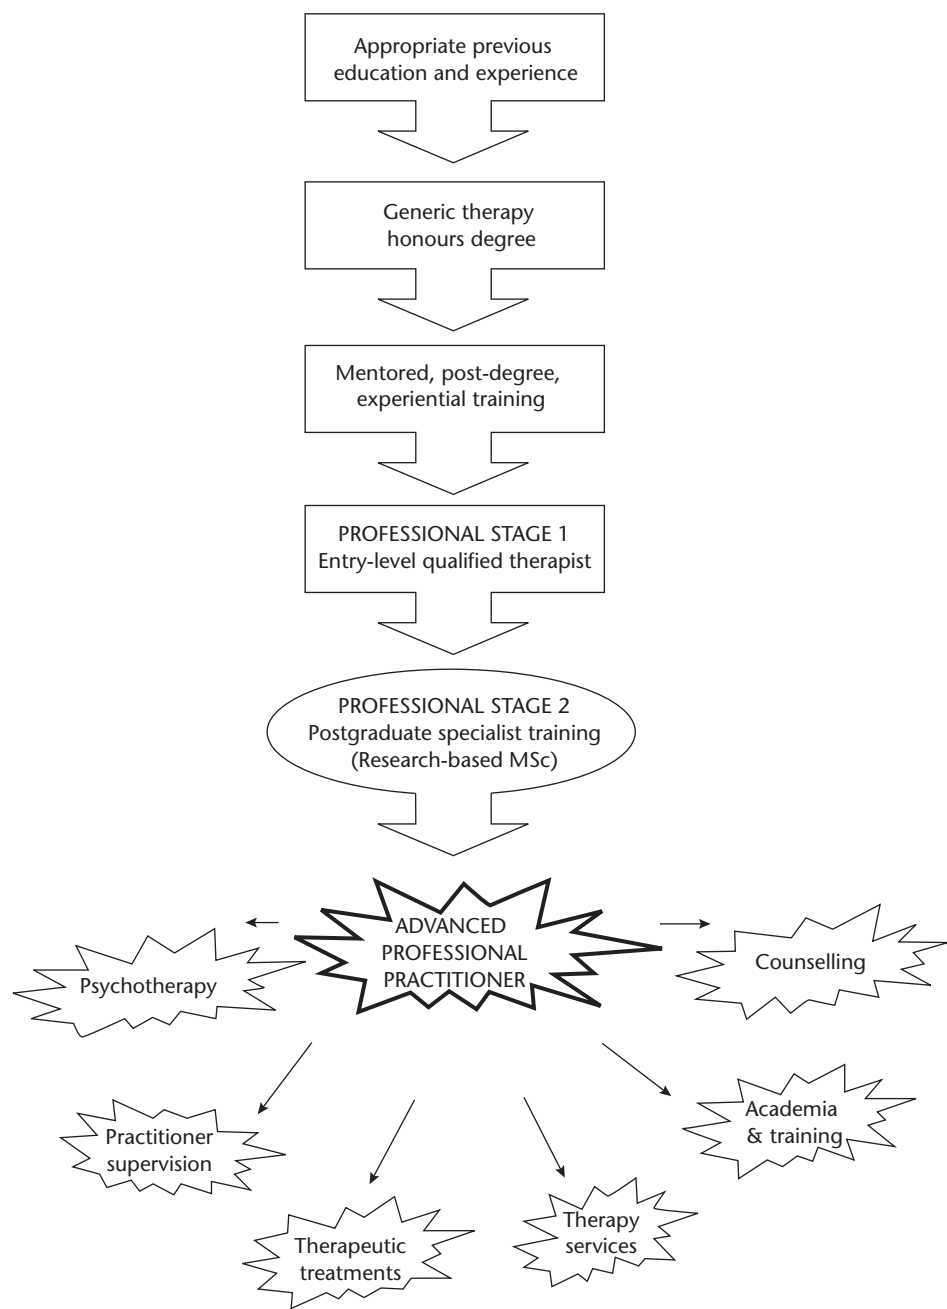 Appropriate previous
education and experience
Generic therapy
honours degree
Mentored, post-degree,
experiential training
PROFESSIONAL STAGE 1
Entry-level qualified therapist
PROFESSIONAL STAGE 2
Postgraduate specialist training
(Research-based MSc)
ADVANCED
PROFESSIONAL
PRACTITIONER
Psychotherapy
Counselling
Practitioner
supervision
Academia
& training
Therapeutic
treatments
Therapy
services